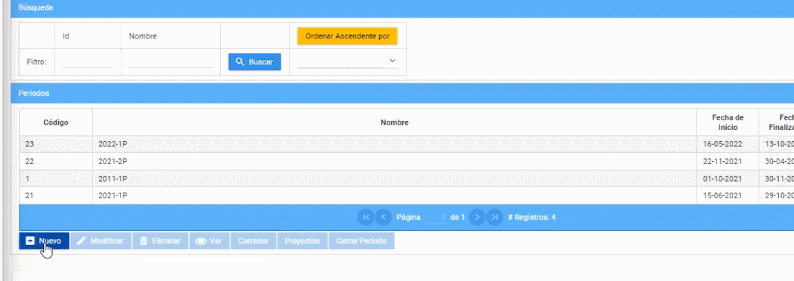 Búsqueda
Id Nombre Ordenar Ascendente por
Filtro: Buscar
Periodos
Código Nombre Fecha de Inicio
23 2022-1P 16-05-2022 13-10-20
22 2021-2P 22-11-2021 30-04-20
1 2011-1P 01-10-2021 30-11-20
21 2021-1P 15-06-2021 29-10-20
Página 1 de 1 # Registros: 4
Nuevo Modificar Eliminar Ver Carreras Proyectos Cerrar Período